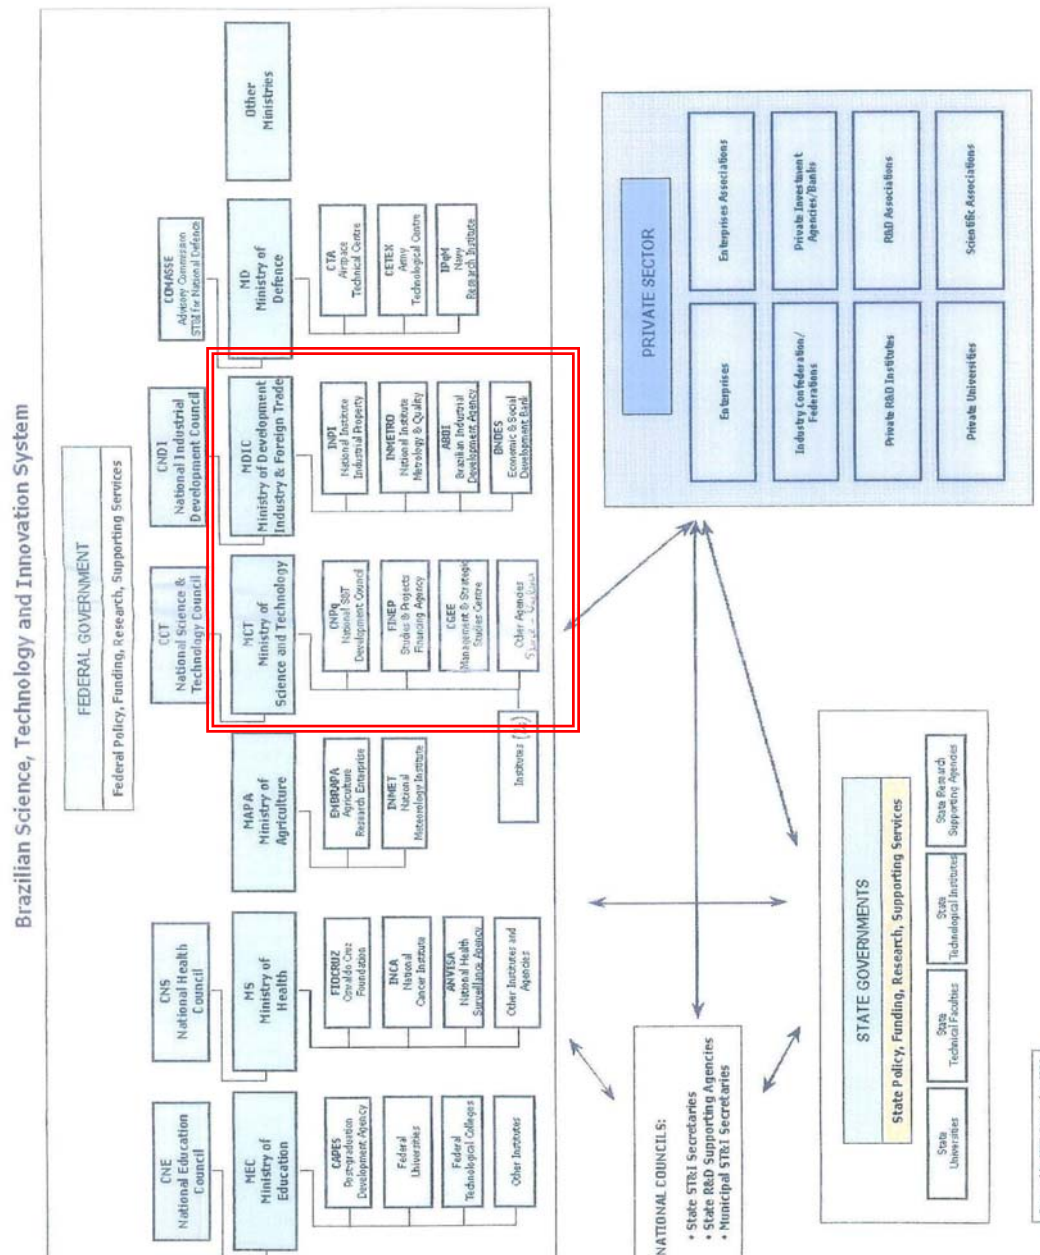 Brazilian Science, Technology and Innovation System
FEDERAL GOVERNMENT
Federal Policy, Funding, Research, Supporting Services
CNE
National Education
Council
CNS
National Health
Council
CCT
National Science &
Technology Council
CNDI
National Industrial
Development Council
COMASSE
Advisory Commission
ST&I for National Defence
MEC
Ministry of
Education
MS
Ministry of
Health
MAPA
Ministry of
Agriculture
MCT
Ministry of
Science and Technology
MDIC
Ministry of Development
Industry & Foreign Trade
MD
Ministry of
Defence
Other
Ministries
CAPES
Post-graduation
Development Agency
Federal
Universities
Federal
Technological Colleges
Other Institutes
FIOCRUZ
Oswaldo Cruz
Foundation
INCA
National
Cancer Institute
ANVISA
National Health
Surveillance Agency
Other Institutes and
Agencies
EMBRAPA
Agriculture
Research Enterprise
INMET
National
Meteorology Institute
CNPq
National S&T
Development Council
FINEP
Studies & Projects
Financing Agency
CGEE
Management & Strategic
Studies Centre
Other Agencies
Institutes
INPI
National Institute
Industrial Property
INMETRO
National Institute
Metrology & Quality
ABDI
Brazilian Industrial
Development Agency
BNDES
Economic & Social
Development Bank
CTA
Airspace
Technical Centre
CETEX
Army
Technological Centre
IPqM
Navy
Research Institute
NATIONAL COUNCILS:
• State ST&I Secretaries
• State R&D Supporting Agencies
• Municipal ST&I Secretaries
STATE GOVERNMENTS
State Policy, Funding, Research, Supporting Services
State
Universities
State
Technical Faculties
State
Technological Institutes
State Research
Supporting Agencies
PRIVATE SECTOR
Enterprises
Enterprises Associations
Industry Confederation/
Federations
Private Investment
Agencies/Banks
Private R&D Institutes
R&D Associations
Private Universities
Scientific Associations